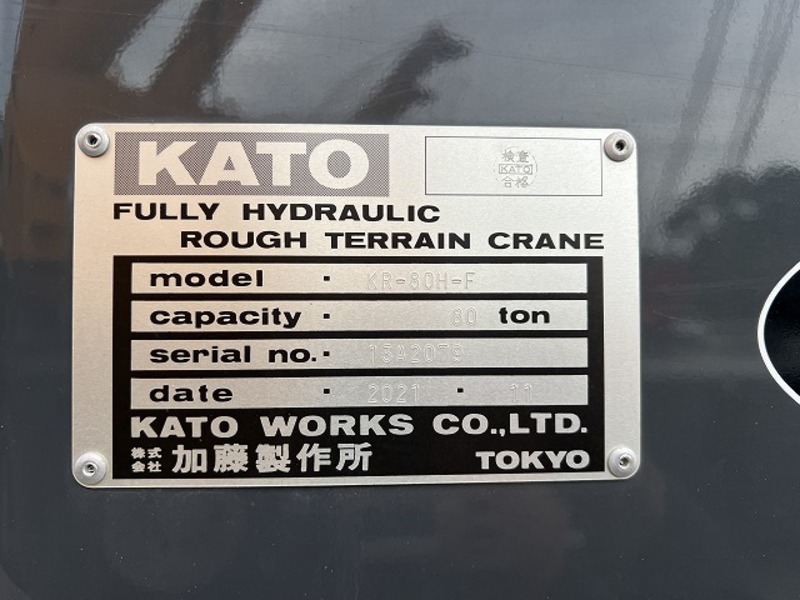 KATO
検査
KATO
合格
FULLY HYDRAULIC
ROUGH TERRAIN CRANE
model · KR-80H-F
capacity · 80 ton
serial no. · 1SA2079
date · 2021 · 11
KATO WORKS CO.,LTD.
株式会社 加藤製作所 TOKYO